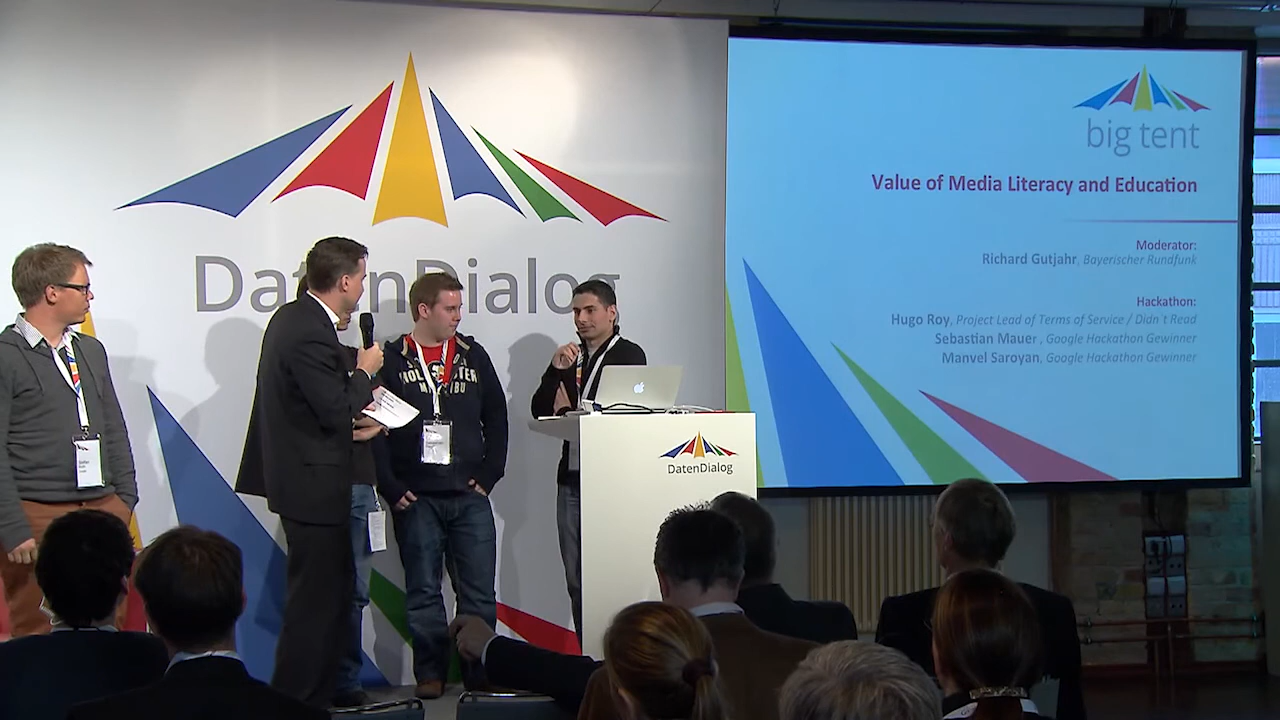 DatenDialog
big tent
Value of Media Literacy and Education
Moderator:
Richard Gutjahr, Bayerischer Rundfunk
Hackathon:
Hugo Roy, Project Lead of Terms of Service / Didn´t Read
Sebastian Mauer , Google Hackathon Gewinner
Manvel Saroyan, Google Hackathon Gewinner
DatenDialog